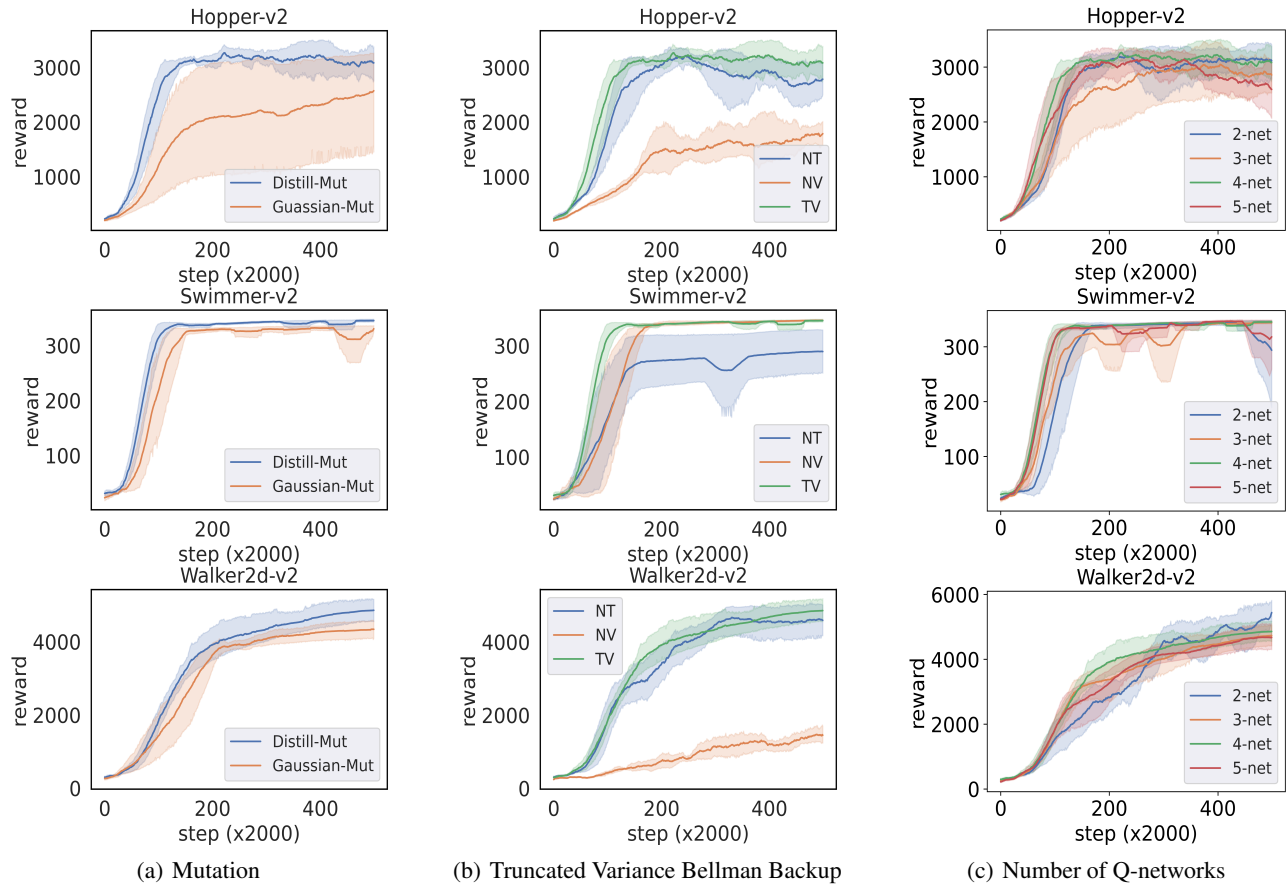 Hopper-v2
reward
3000
2000
1000
Distill-Mut
Guassian-Mut
0
200
400
step (x2000)
Swimmer-v2
reward
300
200
100
Distill-Mut
Gaussian-Mut
0
200
400
step (x2000)
Walker2d-v2
reward
4000
2000
0
Distill-Mut
Gaussian-Mut
0
200
400
step (x2000)
(a) Mutation
Hopper-v2
reward
3000
2000
1000
NT
NV
TV
0
200
400
step (x2000)
Swimmer-v2
reward
300
200
100
NT
NV
TV
0
200
400
step (x2000)
Walker2d-v2
reward
4000
2000
0
NT
NV
TV
0
200
400
step (x2000)
(b) Truncated Variance Bellman Backup
Hopper-v2
reward
3000
2000
1000
2-net
3-net
4-net
5-net
0
200
400
step (x2000)
Swimmer-v2
reward
300
200
100
2-net
3-net
4-net
5-net
0
200
400
step (x2000)
Walker2d-v2
reward
6000
4000
2000
0
2-net
3-net
4-net
5-net
0
200
400
step (x2000)
(c) Number of Q-networks